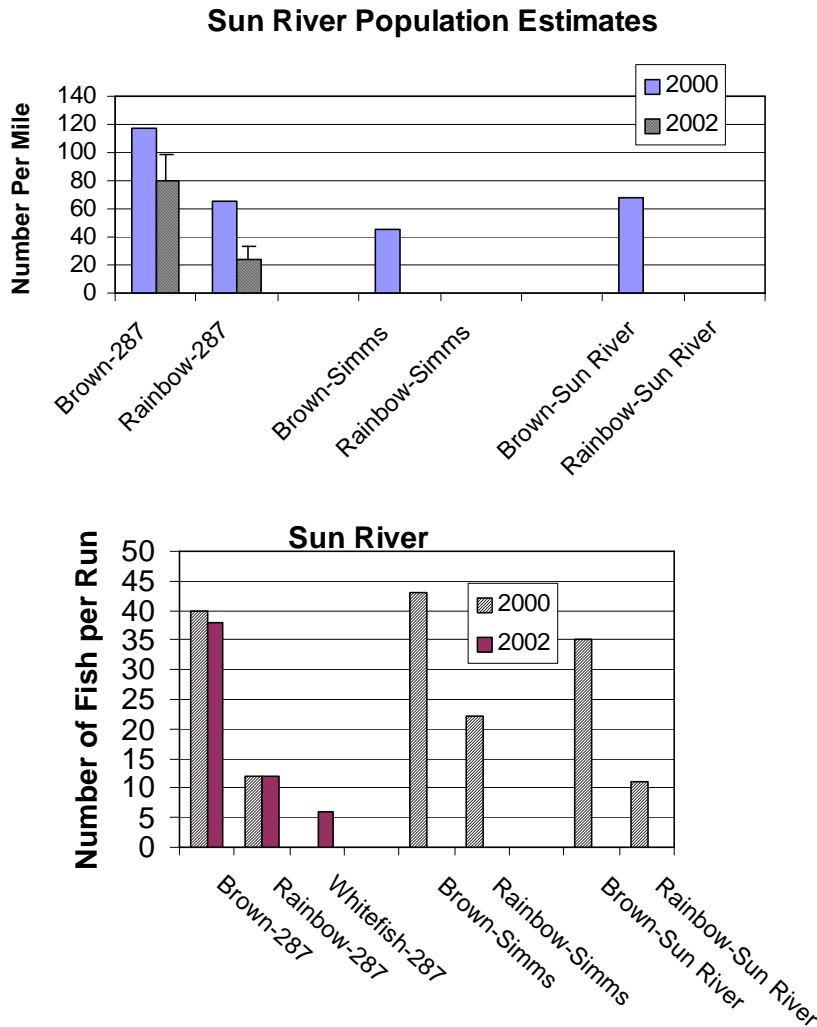 Sun River Population Estimates
Number Per Mile
2000
2002
140
120
100
80
60
40
20
0
Brown-287
Rainbow-287
Brown-Simms
Rainbow-Simms
Brown-Sun River
Rainbow-Sun River
Sun River
Number of Fish per Run
2000
2002
50
45
40
35
30
25
20
15
10
5
0
Brown-287
Rainbow-287
Whitefish-287
Brown-Simms
Rainbow-Simms
Brown-Sun River
Rainbow-Sun River